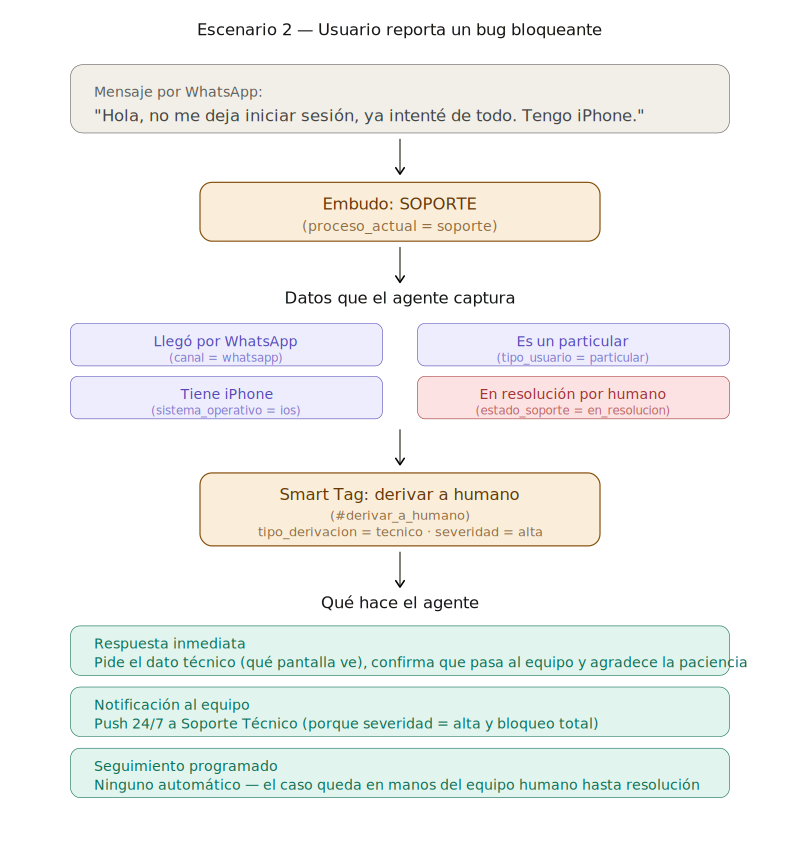 Escenario 2 — Usuario reporta un bug bloqueante
Mensaje por WhatsApp:
"Hola, no me deja iniciar sesión, ya intenté de todo. Tengo iPhone."
Embudo: SOPORTE
(proceso_actual = soporte)
Datos que el agente captura
Llegó por WhatsApp
(canal = whatsapp)
Es un particular
(tipo_usuario = particular)
Tiene iPhone
(sistema_operativo = ios)
En resolución por humano
(estado_soporte = en_resolucion)
Smart Tag: derivar a humano
(#derivar_a_humano)
tipo_derivacion = tecnico · severidad = alta
Qué hace el agente
Respuesta inmediata
Pide el dato técnico (qué pantalla ve), confirma que pasa al equipo y agradece la paciencia
Notificación al equipo
Push 24/7 a Soporte Técnico (porque severidad = alta y bloqueo total)
Seguimiento programado
Ninguno automático — el caso queda en manos del equipo humano hasta resolución